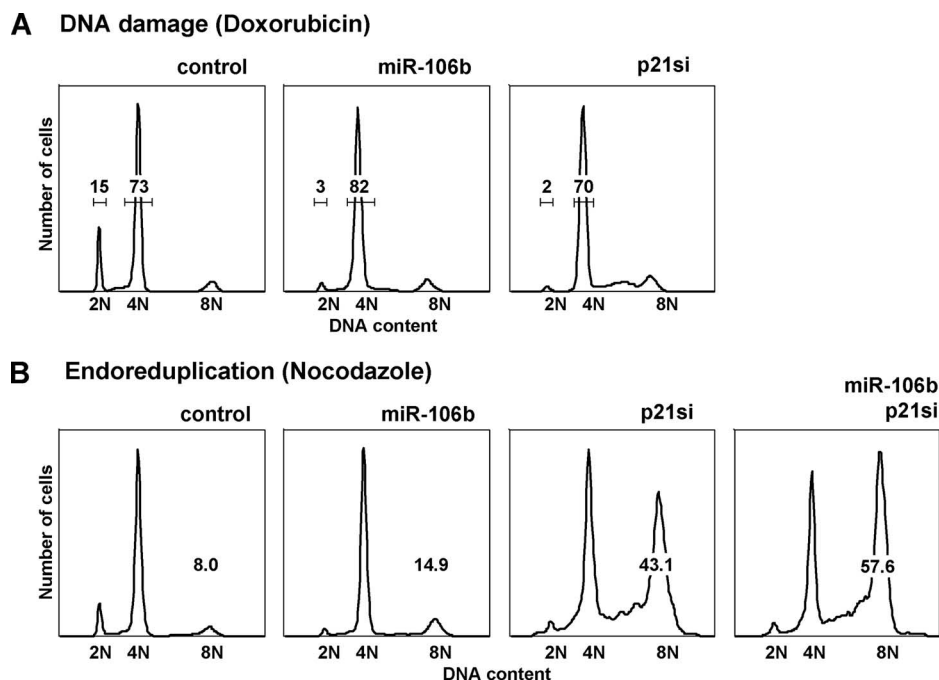 A DNA damage (Doxorubicin)
control
miR-106b
p21si
Number of cells
15
73
3
82
2
70
2N 4N 8N
2N 4N 8N
2N 4N 8N
DNA content
B Endoreduplication (Nocodazole)
control
miR-106b
p21si
miR-106b
p21si
Number of cells
8.0
14.9
43.1
57.6
2N 4N 8N
2N 4N 8N
2N 4N 8N
2N 4N 8N
DNA content